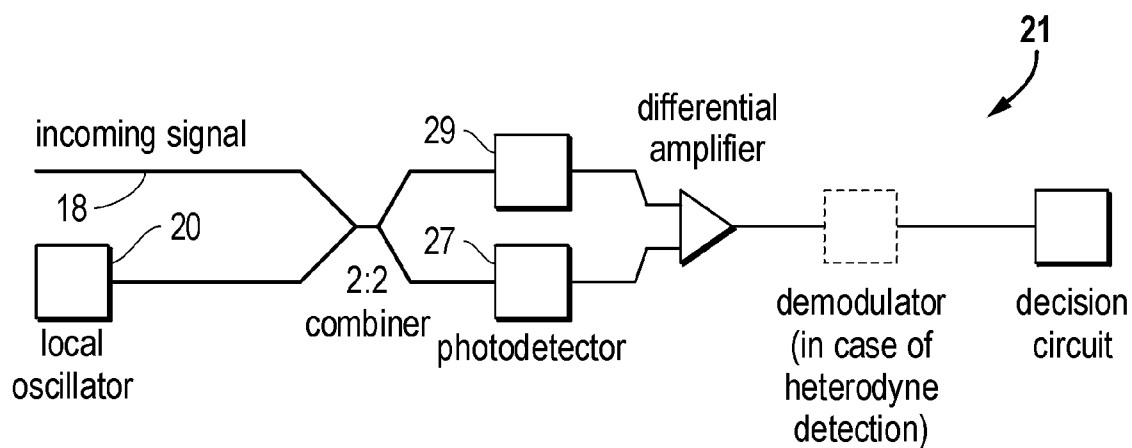 21
incoming signal
18
20
local
oscillator
2:2
combiner
29
27
photodetector
differential
amplifier
demodulator
(in case of
heterodyne
detection)
decision
circuit